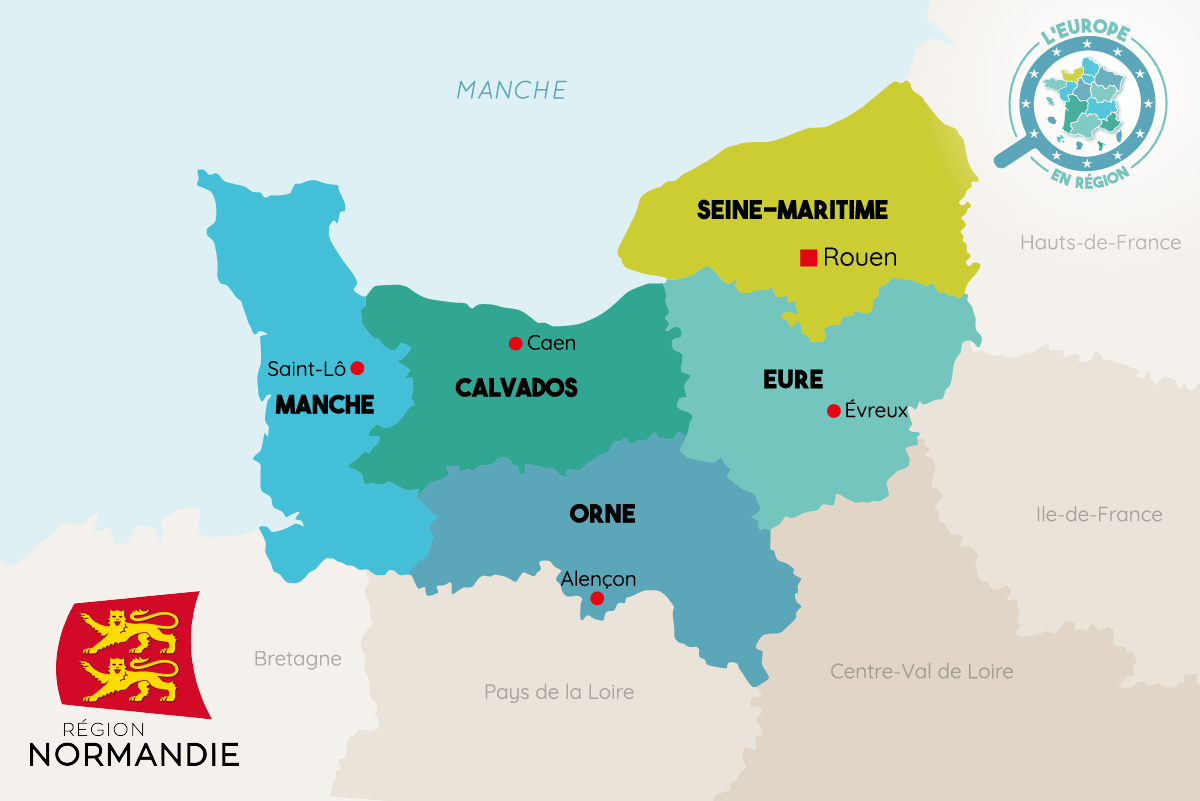 L'EUROPE
EN RÉGION
MANCHE
SEINE-MARITIME
Rouen
Hauts-de-France
Caen
Saint-Lô
CALVADOS
EURE
MANCHE
Évreux
ORNE
Ile-de-France
Alençon
Bretagne
Pays de la Loire
Centre-Val de Loire
RÉGION
NORMANDIE